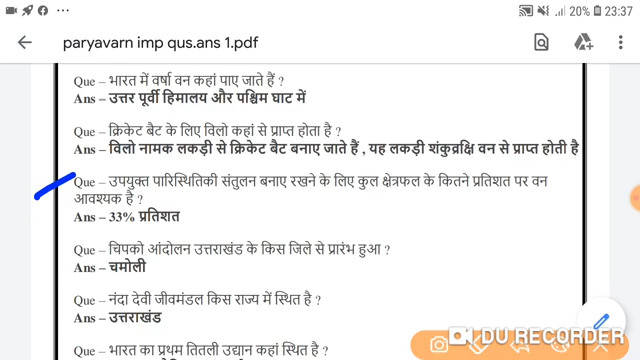 20% 23:37
paryavarn imp qus.ans 1.pdf
Que – भारत में वर्षा वन कहां पाए जाते हैं ?
Ans – उत्तर पूर्वी हिमालय और पश्चिम घाट में
Que – क्रिकेट बैट के लिए विलो कहां से प्राप्त होता है ?
Ans – विलो नामक लकड़ी से क्रिकेट बैट बनाए जाते हैं , यह लकड़ी शंकुव्रक्षि वन से प्राप्त होती है
Que – उपयुक्त पारिस्थितिकी संतुलन बनाए रखने के लिए कुल क्षेत्रफल के कितने प्रतिशत पर वन
आवश्यक है ?
Ans – 33% प्रतिशत
Que – चिपको आंदोलन उत्तराखंड के किस जिले से प्रारंभ हुआ ?
Ans – चमोली
Que – नंदा देवी जीवमंडल किस राज्य में स्थित है ?
Ans – उत्तराखंड
DU RECORDER
Que – भारत का प्रथम तितली उद्यान कहां स्थित है ?